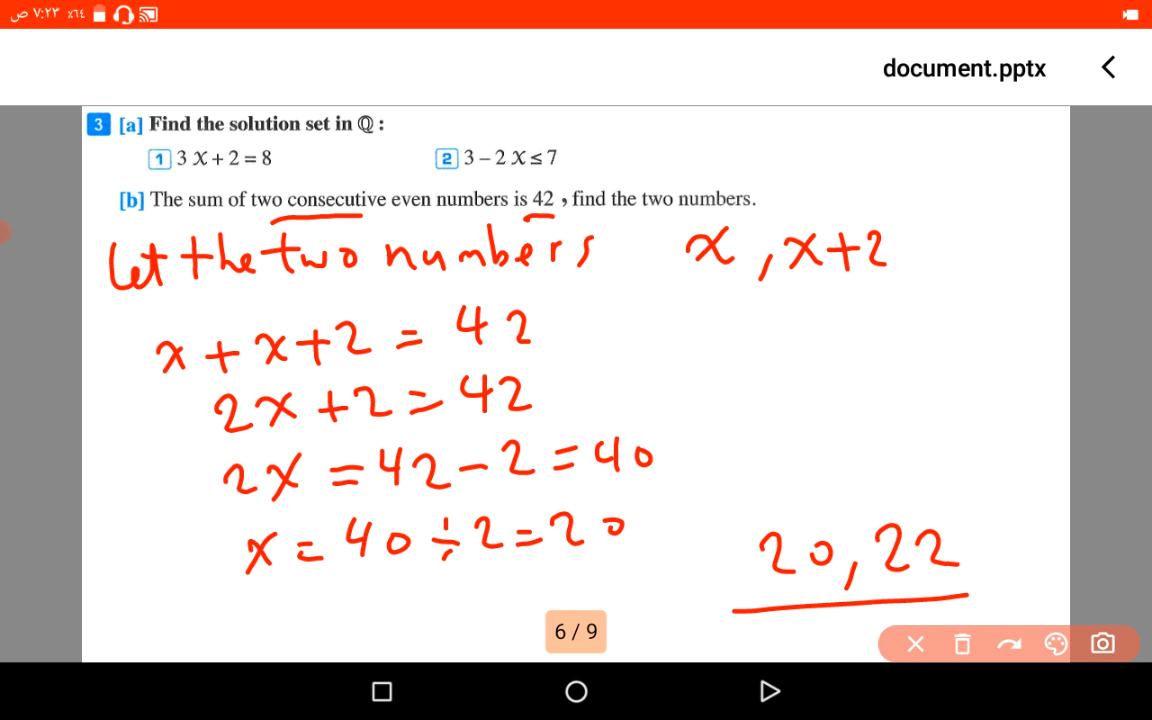 ٧:٢٣ ص ٪٦٤
document.pptx
3 [a] Find the solution set in ℚ :
1 3 X + 2 = 8 2 3 – 2 X ≤ 7
[b] The sum of two consecutive even numbers is 42 , find the two numbers.
Let the two numbers x , x+2
x + x+2 = 42
2x +2 = 42
2x = 42 - 2 = 40
x = 40 ÷ 2 = 20
20, 22
6 / 9